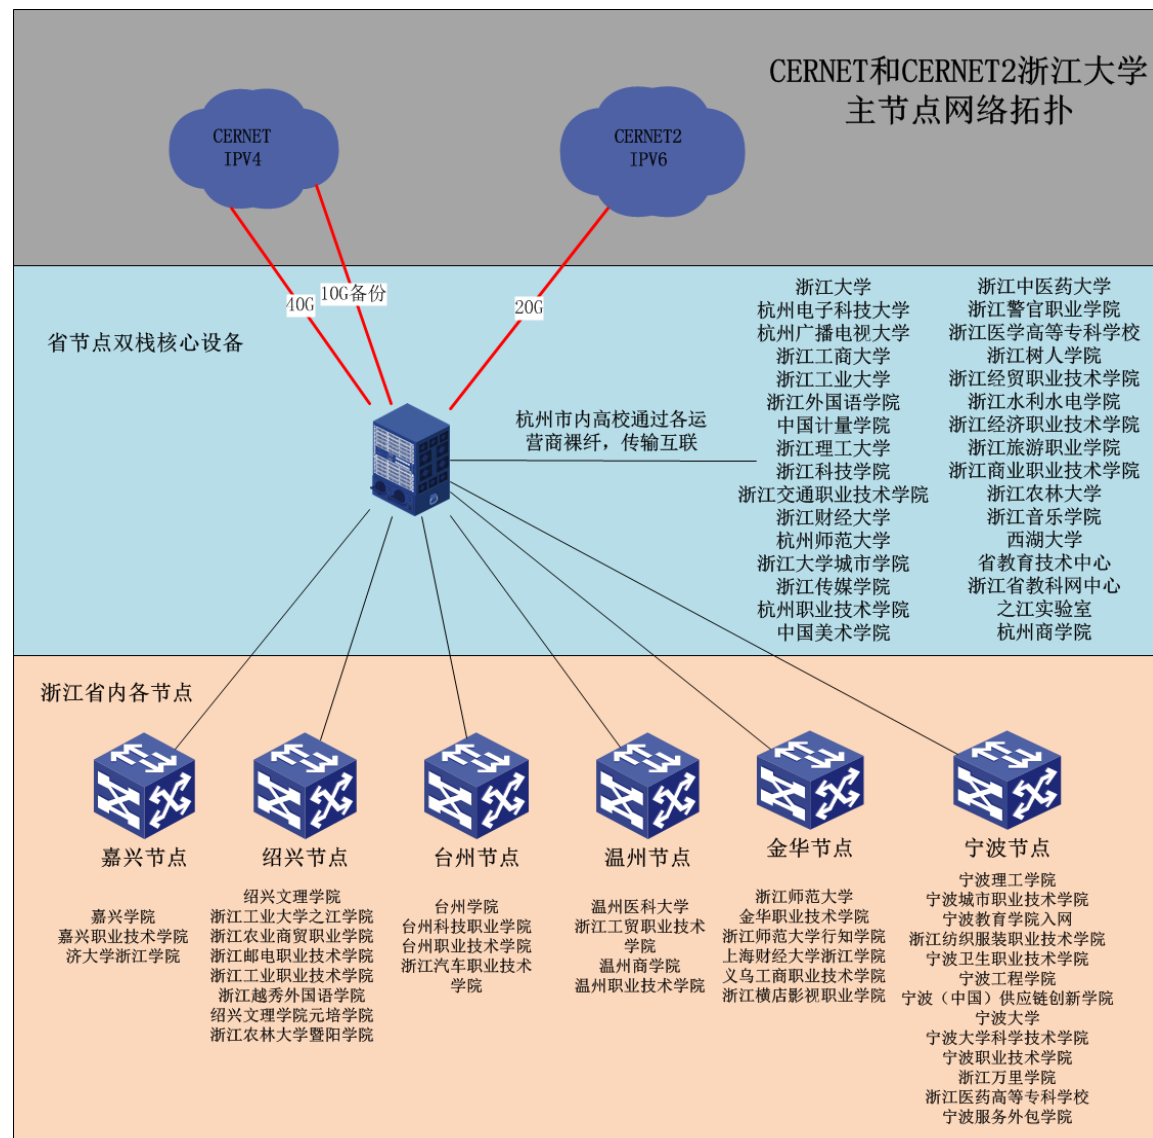 CERNET和CERNET2浙江大学
主节点网络拓扑
CERNET
IPV4
CERNET2
IPV6
40G
10G备份
20G
省节点双栈核心设备
杭州市内高校通过各运
营商裸纤，传输互联
浙江大学
杭州电子科技大学
杭州广播电视大学
浙江工商大学
浙江工业大学
浙江外国语学院
中国计量学院
浙江理工大学
浙江科技学院
浙江交通职业技术学院
浙江财经大学
杭州师范大学
浙江大学城市学院
浙江传媒学院
杭州职业技术学院
中国美术学院
浙江中医药大学
浙江警官职业学院
浙江医学高等专科学校
浙江树人学院
浙江经贸职业技术学院
浙江水利水电学院
浙江经济职业技术学院
浙江旅游职业学院
浙江商业职业技术学院
浙江农林大学
浙江音乐学院
西湖大学
省教育技术中心
浙江省教科网中心
之江实验室
杭州商学院
浙江省内各节点
嘉兴节点
嘉兴学院
嘉兴职业技术学院
济大学浙江学院
绍兴节点
绍兴文理学院
浙江工业大学之江学院
浙江农业商贸职业学院
浙江邮电职业技术学院
浙江工业职业技术学院
浙江越秀外国语学院
绍兴文理学院元培学院
浙江农林大学暨阳学院
台州节点
台州学院
台州科技职业学院
台州职业技术学院
浙江汽车职业技术
学院
温州节点
温州医科大学
浙江工贸职业技术
学院
温州商学院
温州职业技术学院
金华节点
浙江师范大学
金华职业技术学院
浙江师范大学行知学院
上海财经大学浙江学院
义乌工商职业技术学院
浙江横店影视职业学院
宁波节点
宁波理工学院
宁波城市职业技术学院
宁波教育学院入网
浙江纺织服装职业技术学院
宁波卫生职业技术学院
宁波工程学院
宁波（中国）供应链创新学院
宁波大学
宁波大学科学技术学院
宁波职业技术学院
浙江万里学院
浙江医药高等专科学校
宁波服务外包学院